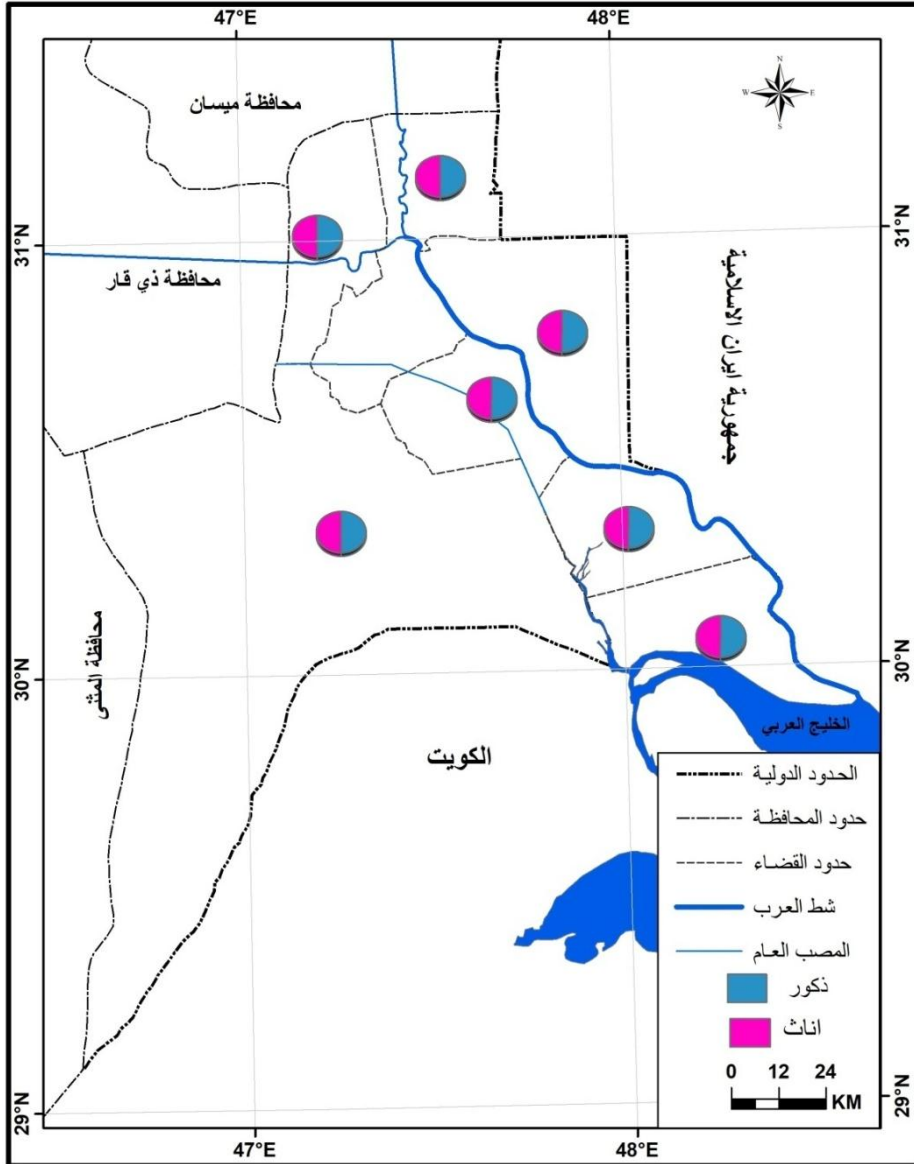 47°E
48°E
محافظة ميسان
N
W
E
S
31°N
31°N
محافظة ذي قار
جمهورية ايران الاسلامية
محافظة المثنى
30°N
30°N
الخليج العربي
الكويت
الحدود الدولية
حدود المحافظة
حدود القضاء
شط العرب
المصب العام
ذكور
اناث
0 12 24
KM
29°N
29°N
47°E
48°E